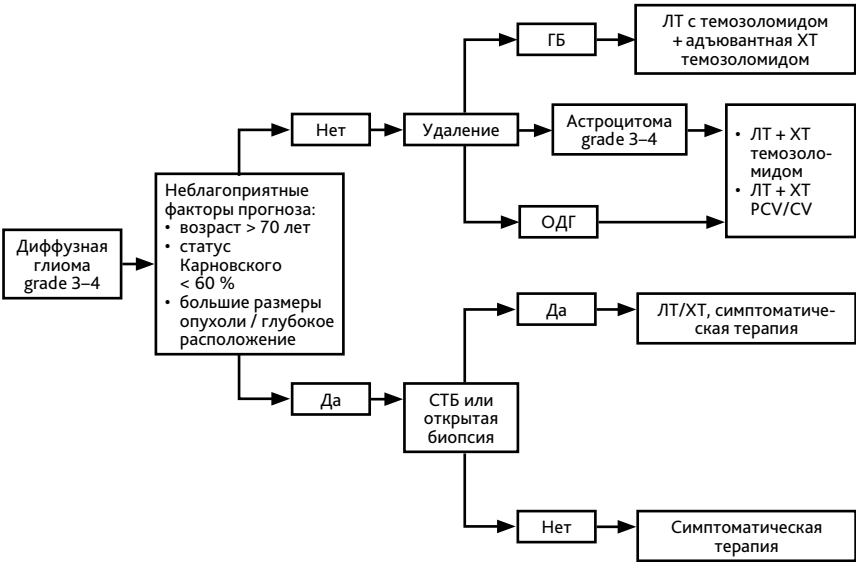 Диффузная
глиома
grade 3–4
Неблагоприятные
факторы прогноза:
• возраст > 70 лет
• статус
Карновского
< 60 %
• большие размеры
опухоли / глубокое
расположение
Нет
Удаление
ГБ
ЛТ с темозоломидом
+ адъювантная ХТ
темозоломидом
Астроцитома
grade 3–4
ОДГ
• ЛТ + ХТ
темозоло-
мидом
• ЛТ + ХТ
PCV/CV
Да
СТБ или
открытая
биопсия
Да
ЛТ/ХТ, симптоматиче-
ская терапия
Нет
Симптоматическая
терапия